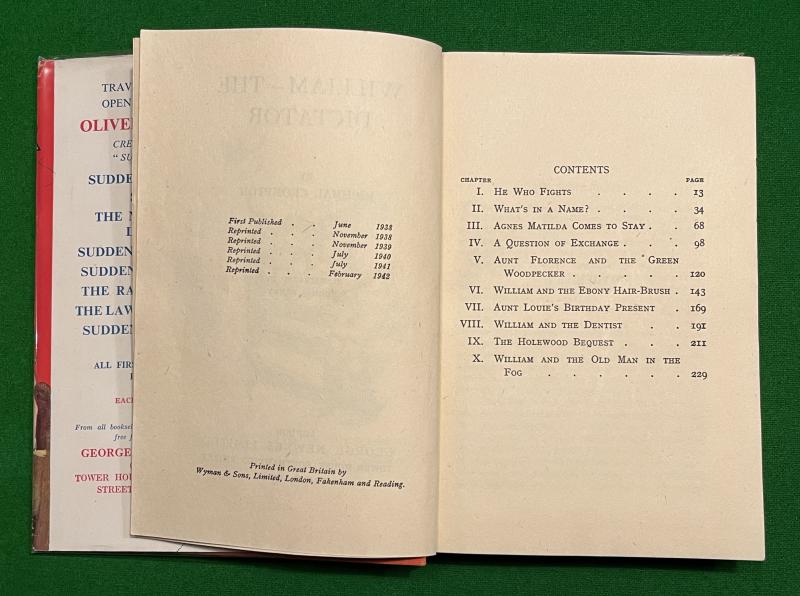 TRAV
OPEN
OLIVE
CRE
"SU
SUDDE
THE N
L
SUDDEN
SUDDEN
THE RA
THE LAW
SUDDEN
ALL FIR
EACH
From all booksel
free f
GEORGE
TOWER HOU
STREET
WILLIAM—THE
DICTATOR
RICHMAL CROMPTON
First Published . . June 1938
Reprinted . . . November 1938
Reprinted . . . November 1939
Reprinted . . . July 1940
Reprinted . . . July 1941
Reprinted . . . February 1942
Printed in Great Britain by
Wyman & Sons, Limited, London, Fakenham and Reading.
CONTENTS
CHAPTER PAGE
I. He Who Fights . . . . 13
II. What's in a Name? . . . . 34
III. Agnes Matilda Comes to Stay . . 68
IV. A Question of Exchange . . . 98
V. Aunt Florence and the Green
Woodpecker . . . . . . 120
VI. William and the Ebony Hair-Brush . 143
VII. Aunt Louie's Birthday Present . 169
VIII. William and the Dentist . . 191
IX. The Holewood Bequest . . . 211
X. William and the Old Man in the
Fog . . . . . . 229